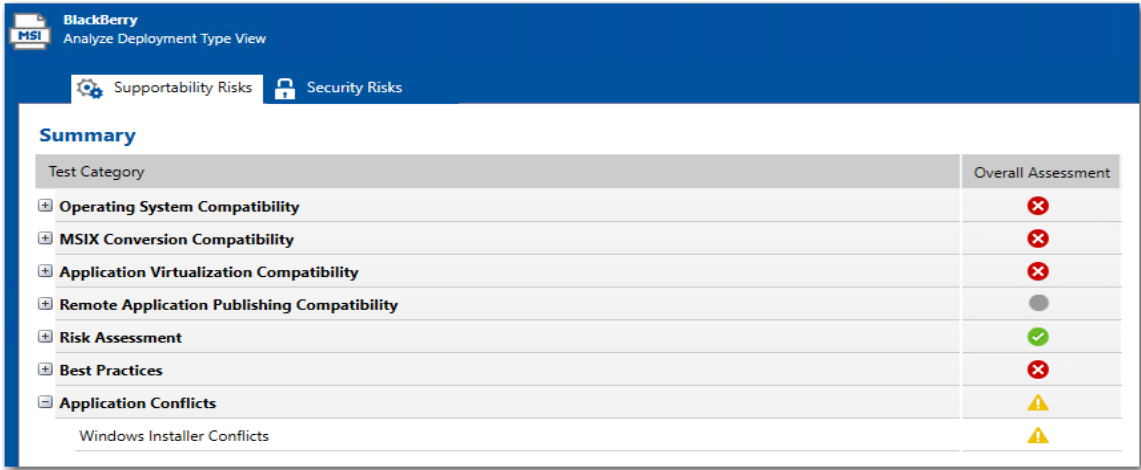 BlackBerry
MSI
Analyze Deployment Type View
Supportability Risks
Security Risks
Summary
Test Category
Overall Assessment
Operating System Compatibility
MSIX Conversion Compatibility
Application Virtualization Compatibility
Remote Application Publishing Compatibility
Risk Assessment
Best Practices
Application Conflicts
Windows Installer Conflicts